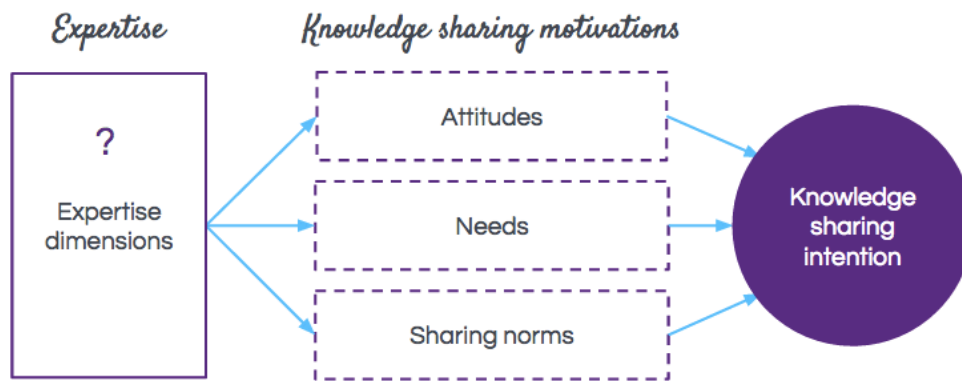 Expertise
Knowledge sharing motivations
?
Expertise
dimensions
Attitudes
Needs
Sharing norms
Knowledge
sharing
intention